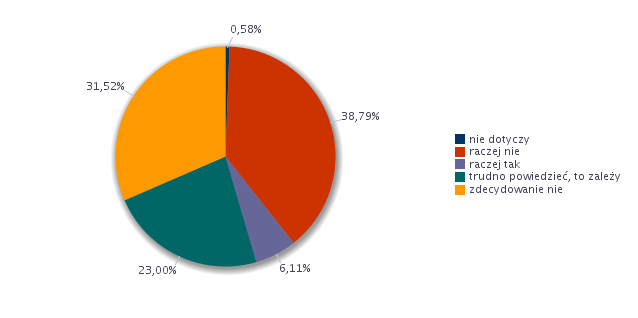 0,58%
31,52%
38,79%
23,00%
6,11%
nie dotyczy
raczej nie
raczej tak
trudno powiedzieć, to zależy
zdecydowanie nie